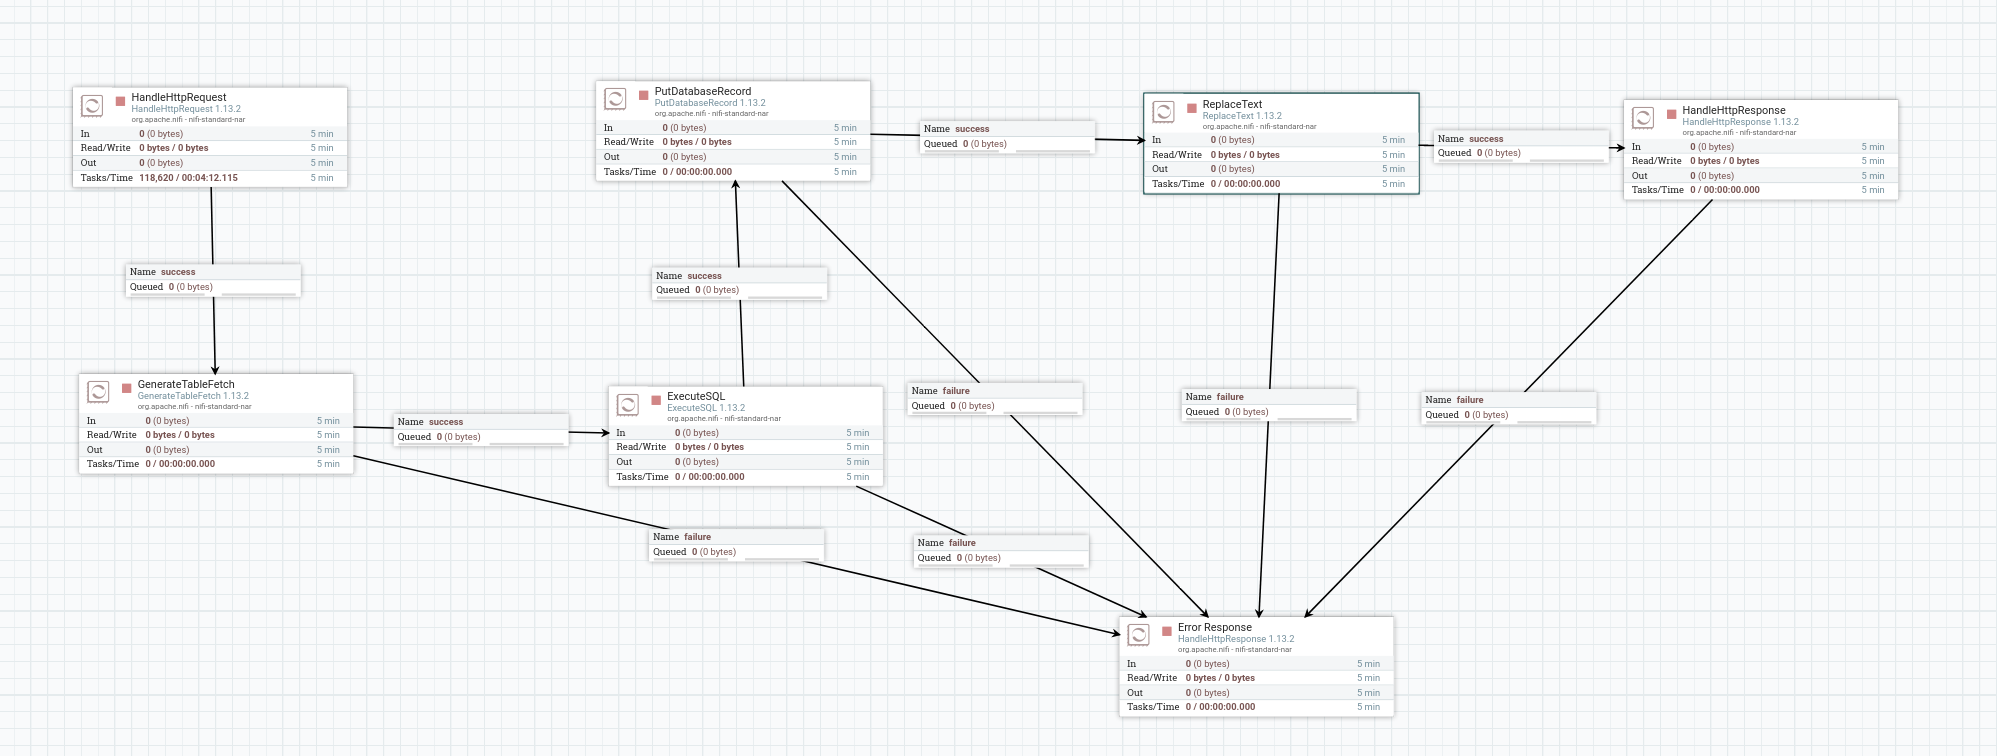 HandleHttpRequest
HandleHttpRequest 1.13.2
org.apache.nifi - nifi-standard-nar
In 0 (0 bytes) 5 min
Read/Write 0 bytes / 0 bytes 5 min
Out 0 (0 bytes) 5 min
Tasks/Time 118,620 / 00:04:12.115 5 min
PutDatabaseRecord
PutDatabaseRecord 1.13.2
org.apache.nifi - nifi-standard-nar
In 0 (0 bytes) 5 min
Read/Write 0 bytes / 0 bytes 5 min
Out 0 (0 bytes) 5 min
Tasks/Time 0 / 00:00:00.000 5 min
Name success
Queued 0 (0 bytes)
ReplaceText
ReplaceText 1.13.2
org.apache.nifi - nifi-standard-nar
In 0 (0 bytes) 5 min
Read/Write 0 bytes / 0 bytes 5 min
Out 0 (0 bytes) 5 min
Tasks/Time 0 / 00:00:00.000 5 min
Name success
Queued 0 (0 bytes)
HandleHttpResponse
HandleHttpResponse 1.13.2
org.apache.nifi - nifi-standard-nar
In 0 (0 bytes) 5 min
Read/Write 0 bytes / 0 bytes 5 min
Out 0 (0 bytes) 5 min
Tasks/Time 0 / 00:00:00.000 5 min
Name success
Queued 0 (0 bytes)
Name success
Queued 0 (0 bytes)
GenerateTableFetch
GenerateTableFetch 1.13.2
org.apache.nifi - nifi-standard-nar
In 0 (0 bytes) 5 min
Read/Write 0 bytes / 0 bytes 5 min
Out 0 (0 bytes) 5 min
Tasks/Time 0 / 00:00:00.000 5 min
Name success
Queued 0 (0 bytes)
ExecuteSQL
ExecuteSQL 1.13.2
org.apache.nifi - nifi-standard-nar
In 0 (0 bytes) 5 min
Read/Write 0 bytes / 0 bytes 5 min
Out 0 (0 bytes) 5 min
Tasks/Time 0 / 00:00:00.000 5 min
Name failure
Queued 0 (0 bytes)
Name failure
Queued 0 (0 bytes)
Name failure
Queued 0 (0 bytes)
Name failure
Queued 0 (0 bytes)
Name failure
Queued 0 (0 bytes)
Error Response
HandleHttpResponse 1.13.2
org.apache.nifi - nifi-standard-nar
In 0 (0 bytes) 5 min
Read/Write 0 bytes / 0 bytes 5 min
Out 0 (0 bytes) 5 min
Tasks/Time 0 / 00:00:00.000 5 min